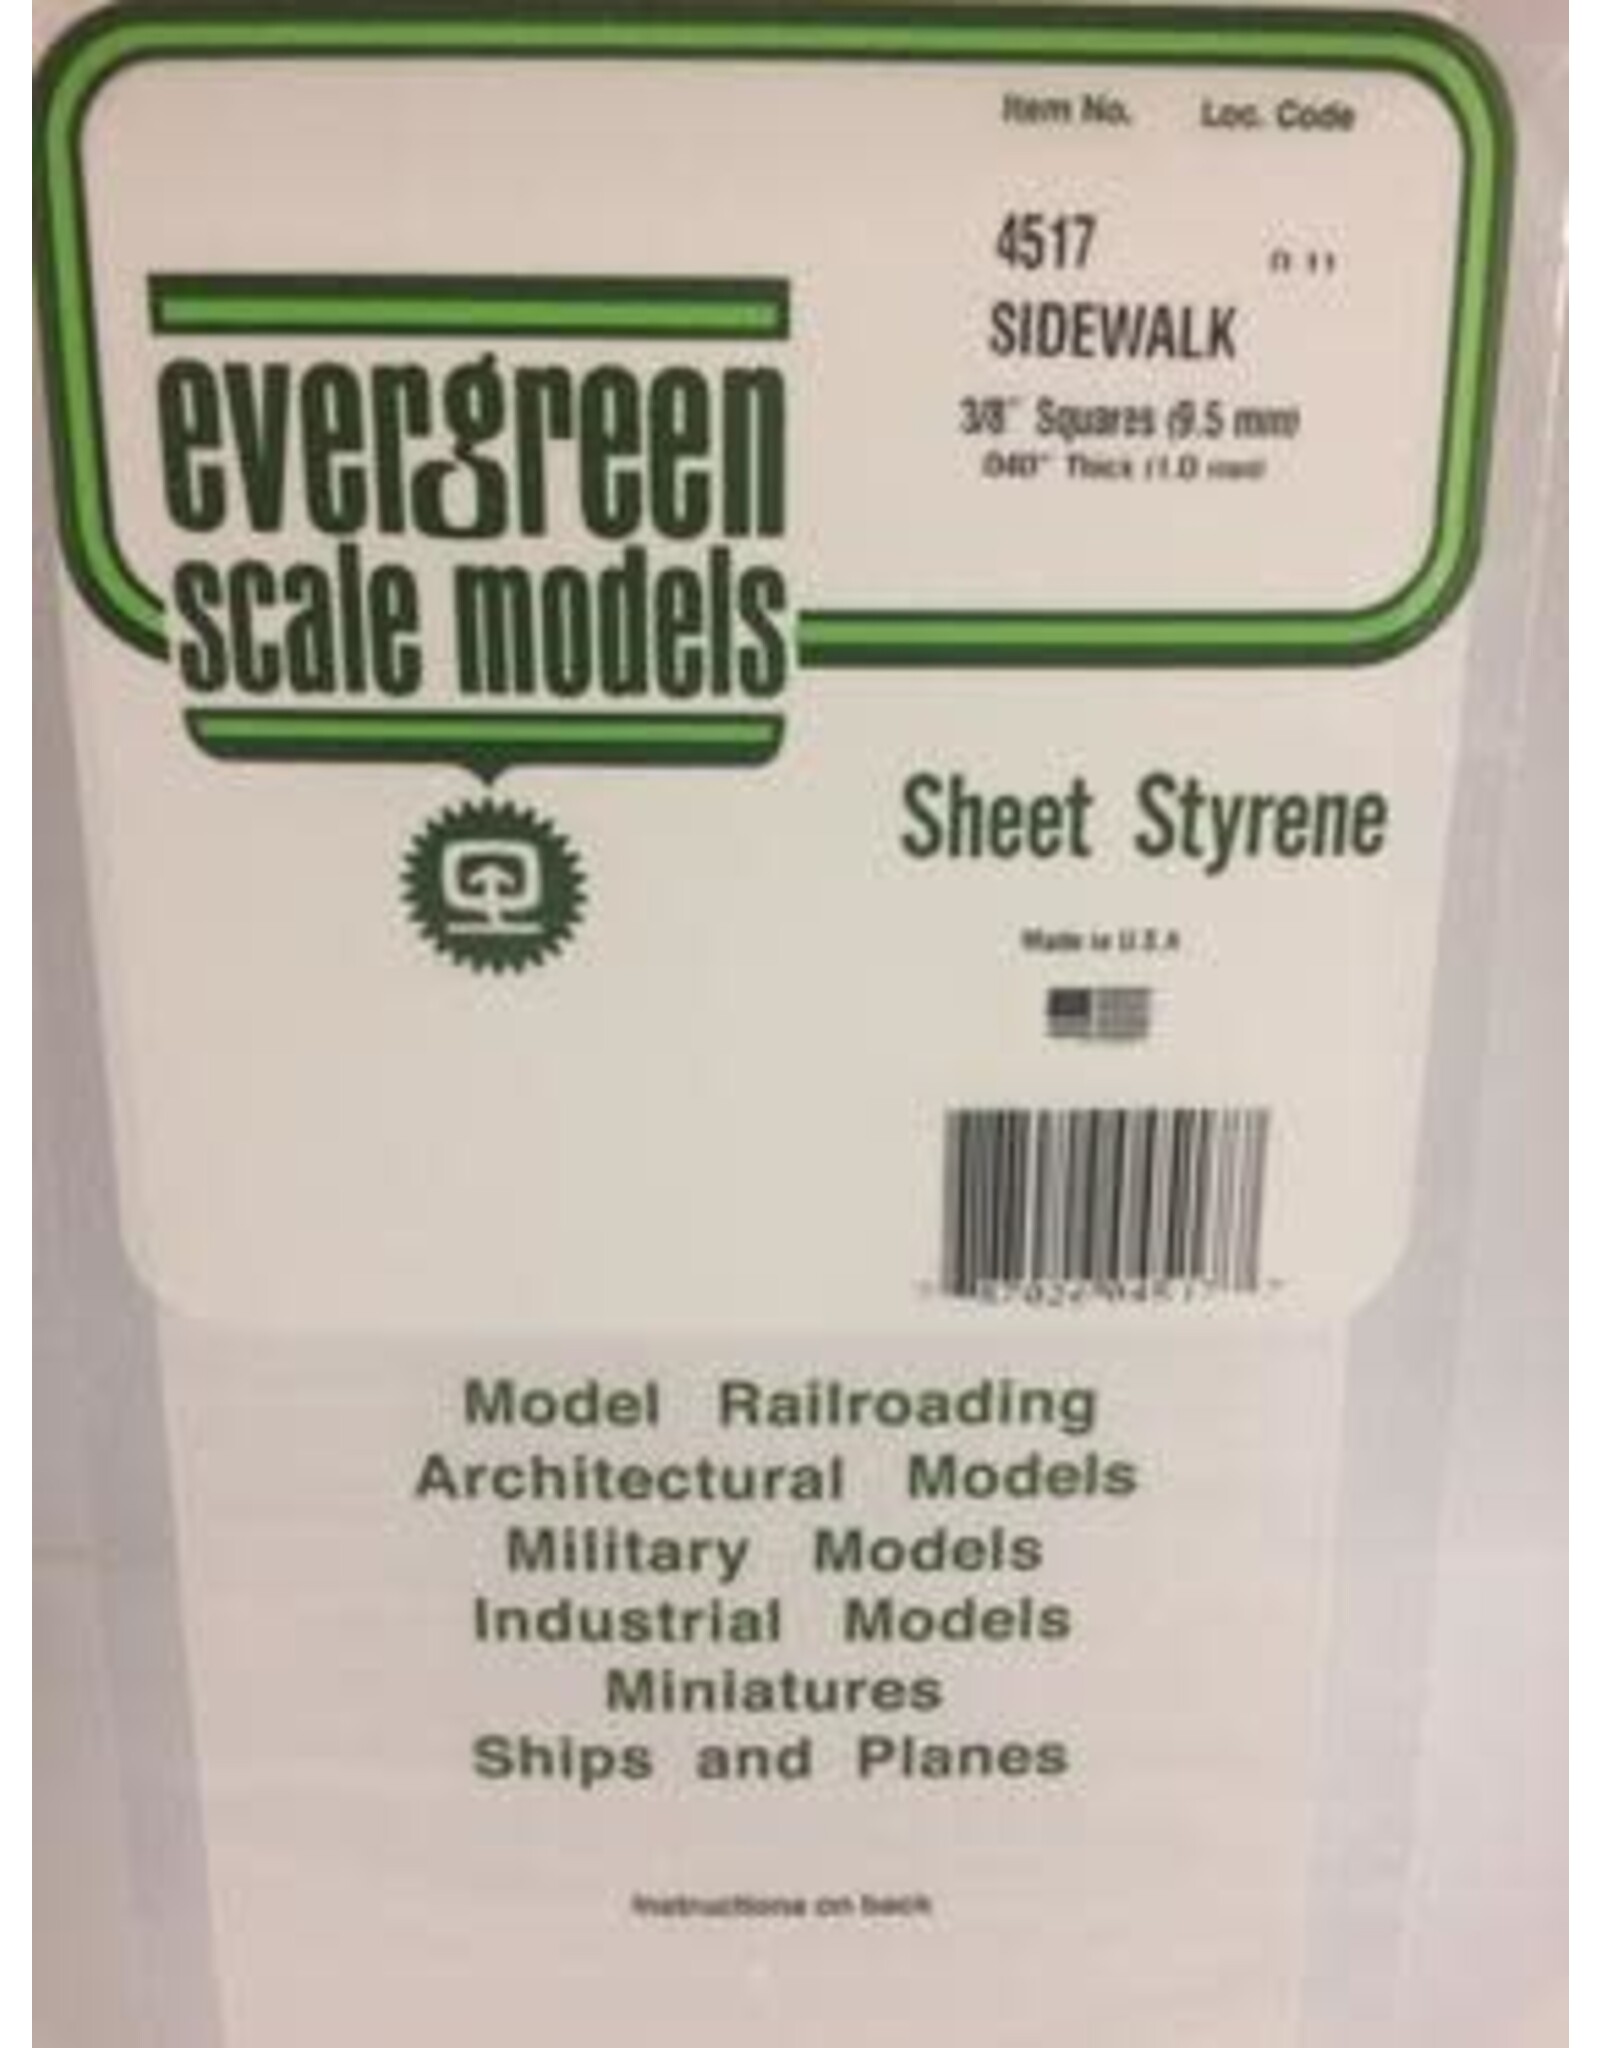 Item No. Loc. Code
4517
SIDEWALK
3/8" Squares (9.5 mm)
.040" Thick (1.0 mm)
evergreen
scale models
Sheet Styrene
Made in U.S.A
Model Railroading
Architectural Models
Military Models
Industrial Models
Miniatures
Ships and Planes
Instructions on back